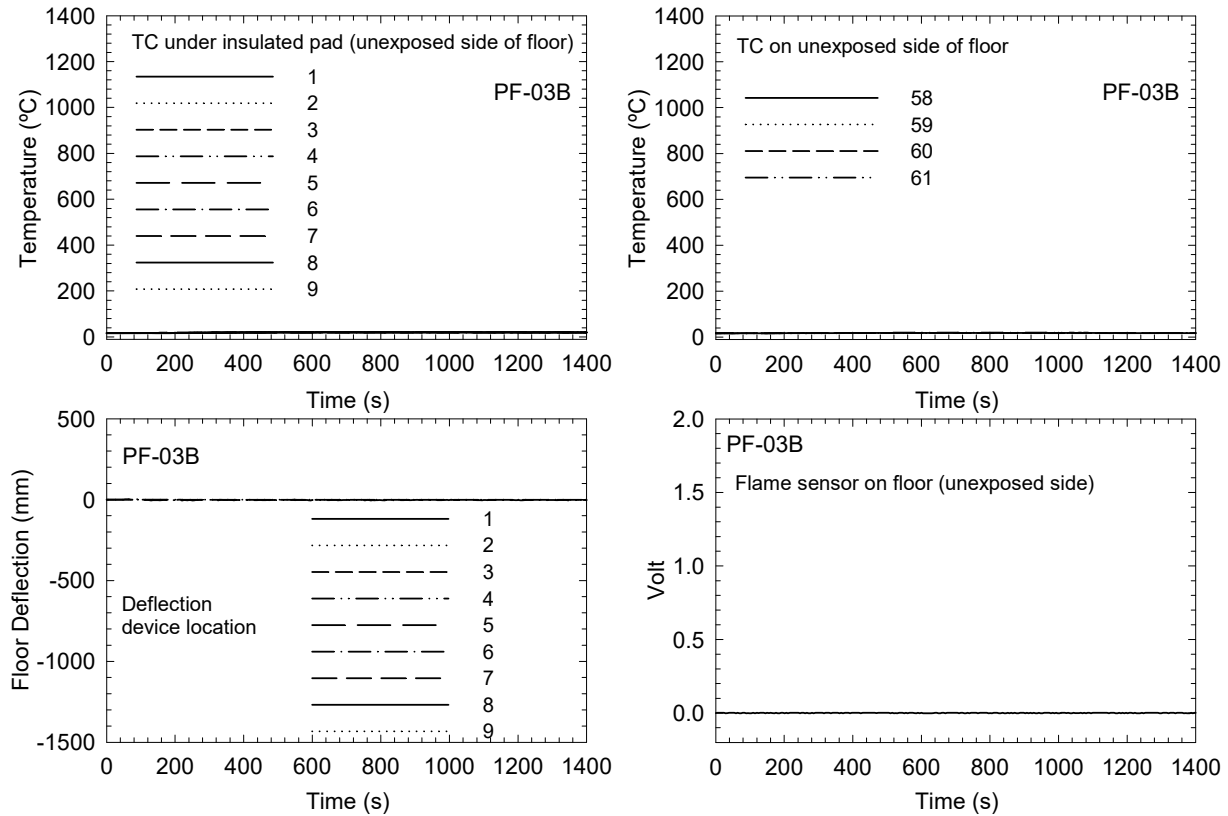 1400
1200
1000
800
600
400
200
0
Temperature (ºC)
TC under insulated pad (unexposed side of floor)
PF-03B
1
2
3
4
5
6
7
8
9
0 200 400 600 800 1000 1200 1400
Time (s)
1400
1200
1000
800
600
400
200
0
Temperature (ºC)
TC on unexposed side of floor
PF-03B
58
59
60
61
0 200 400 600 800 1000 1200 1400
Time (s)
500
0
-500
-1000
-1500
Floor Deflection (mm)
PF-03B
Deflection
device location
1
2
3
4
5
6
7
8
9
0 200 400 600 800 1000 1200 1400
Time (s)
2.0
1.5
1.0
0.5
0.0
Volt
PF-03B
Flame sensor on floor (unexposed side)
0 200 400 600 800 1000 1200 1400
Time (s)